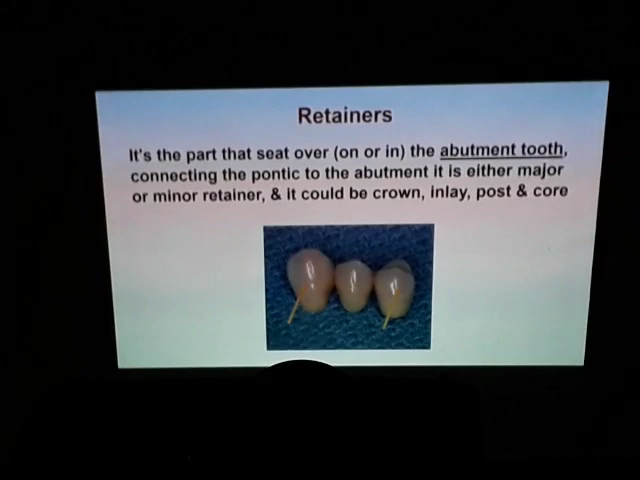 Retainers
It's the part that seat over (on or in) the abutment tooth,
connecting the pontic to the abutment it is either major
or minor retainer, & it could be crown, inlay, post & core